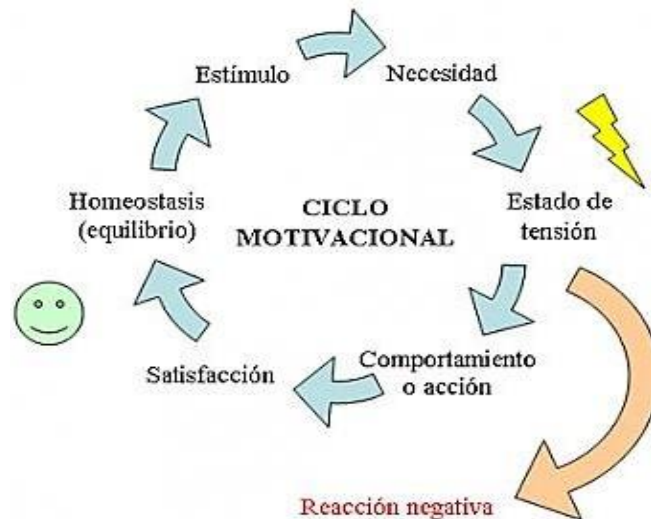 Estímulo
Necesidad
Estado de
tensión
Comportamiento
o acción
Satisfacción
Homeostasis
(equilibrio)
CICLO
MOTIVACIONAL
Reacción negativa